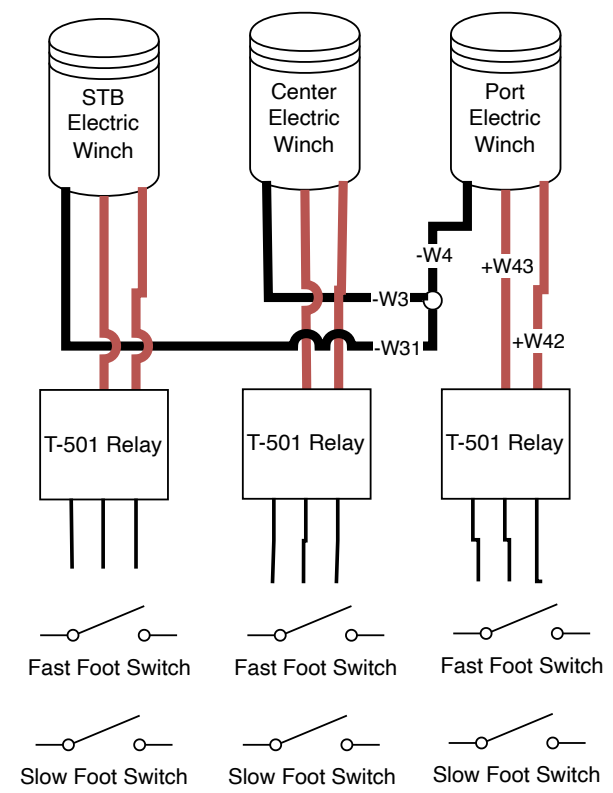 STB
Electric
Winch
Center
Electric
Winch
Port
Electric
Winch
-W4
+W43
-W3
-W31
+W42
T-501 Relay
T-501 Relay
T-501 Relay
Fast Foot Switch
Fast Foot Switch
Fast Foot Switch
Slow Foot Switch
Slow Foot Switch
Slow Foot Switch